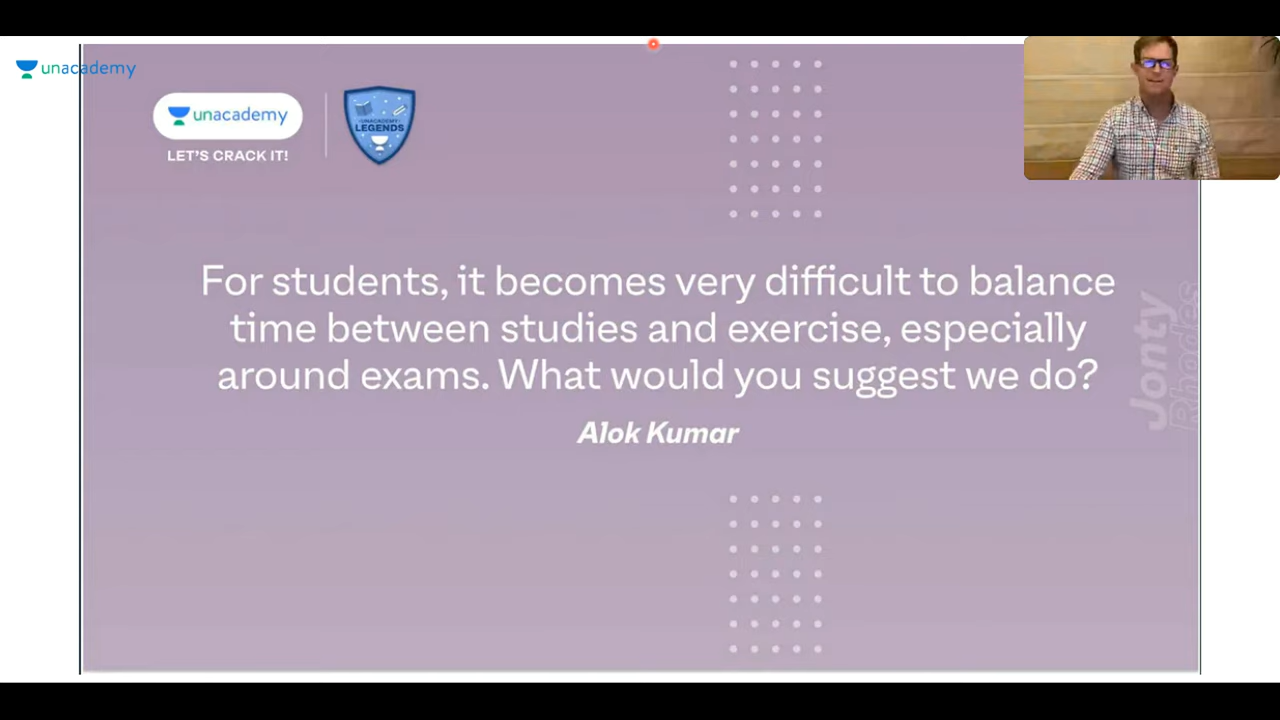 unacademy
unacademy
LET'S CRACK IT!
UNACADEMY
LEGENDS
For students, it becomes very difficult to balance
time between studies and exercise, especially
around exams. What would you suggest we do?
Alok Kumar
Jonty
Rhodes